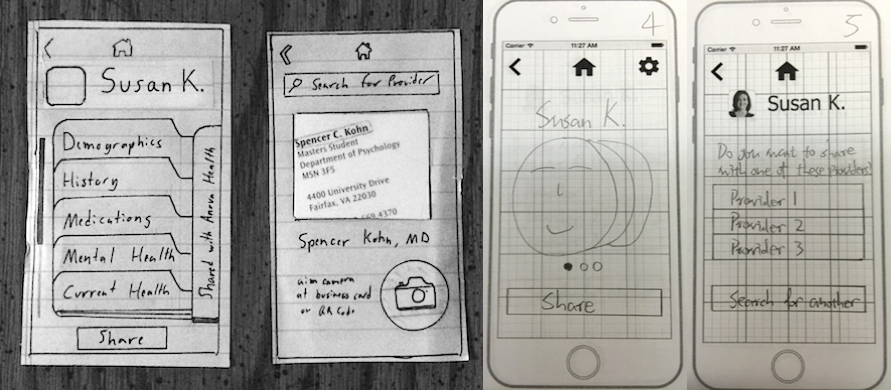 Susan K.
Demographics
History
Medications
Mental Health
Current Health
Shared with Anova Health
Share
Search for Provider
Spencer C. Kohn
Masters Student
Department of Psychology
MSN 3F5
4400 University Drive
Fairfax, VA 22030
4370
Spencer Kohn, MD
aim camera
at business card
or QR Code
4
Carrier 11:27 AM
Susan K.
Share
5
Carrier 11:27 AM
Susan K.
Do you want to share
with one of these Providers?
Provider 1
Provider 2
Provider 3
Search for another